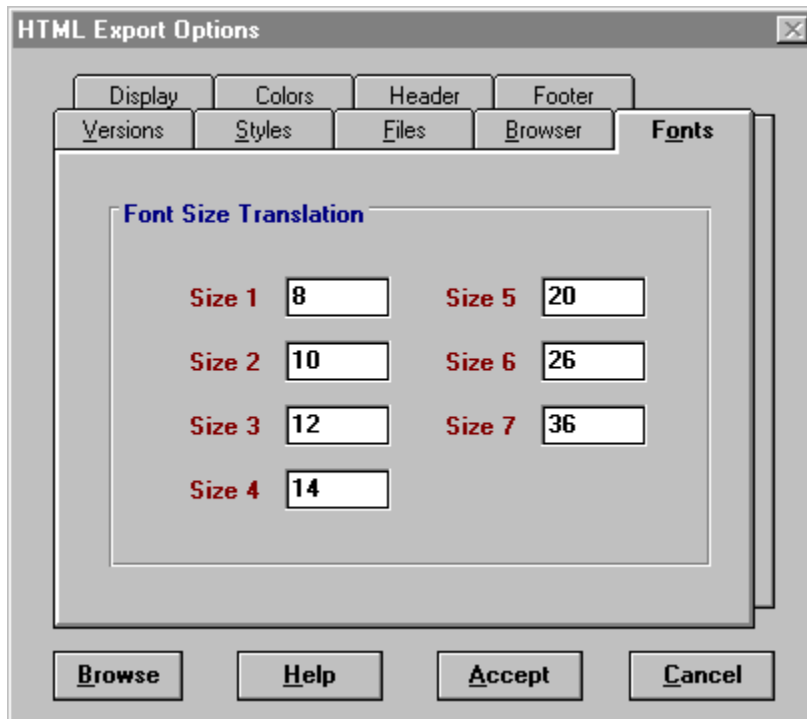 HTML Export Options
Display Colors Header Footer
Versions Styles Files Browser Fonts
Font Size Translation
Size 1 8 Size 5 20
Size 2 10 Size 6 26
Size 3 12 Size 7 36
Size 4 14
Browse Help Accept Cancel